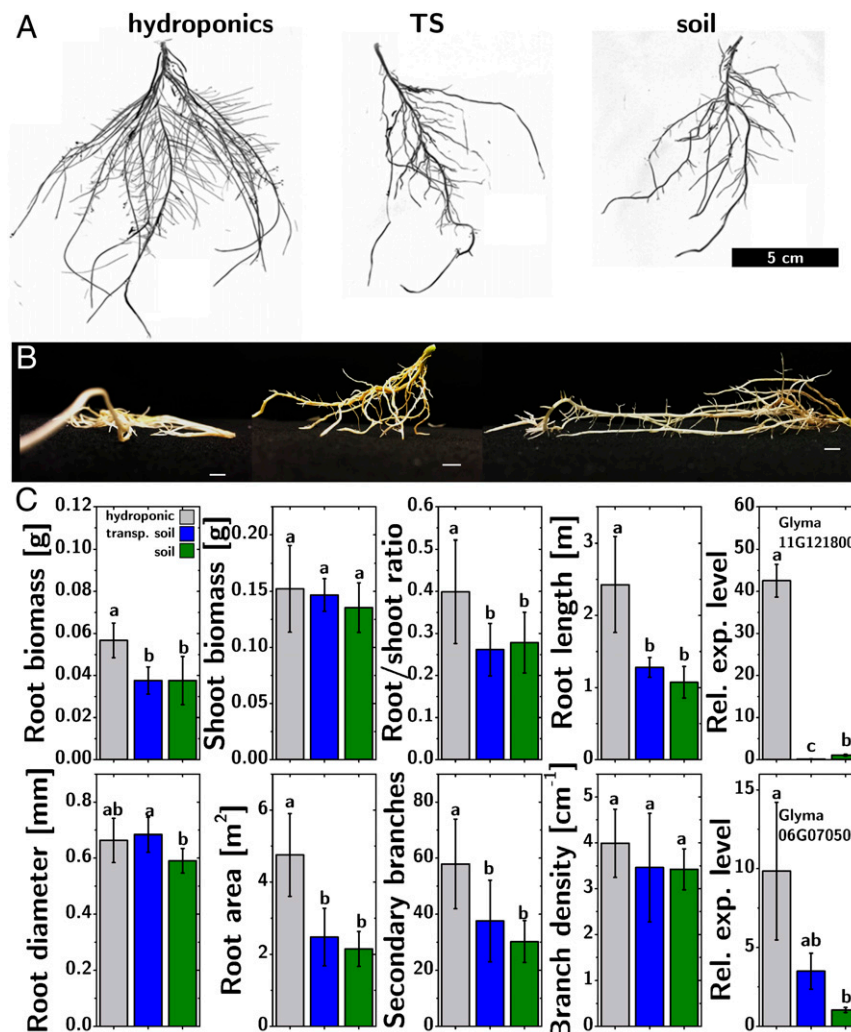 A
hydroponics
TS
soil
5 cm
B
C
Root biomass [g]
0.12
0.10
0.08
0.06
0.04
0.02
0.00
hydroponic
transp. soil
soil
a
b
b
Shoot biomass [g]
0.20
0.15
0.10
0.05
0.00
a
a
a
Root/shoot ratio
0.6
0.5
0.4
0.3
0.2
0.1
0.0
a
b
b
Root length [m]
3
2
1
0
a
b
b
Rel. exp. level
60
50
40
30
20
10
0
Glyma
11G121800
a
c
b
Root diameter [mm]
0.8
0.6
0.4
0.2
0.0
ab
a
b
Root area [m²]
6
4
2
0
a
b
b
Secondary branches
100
80
60
40
20
0
a
b
b
Branch density [cm⁻¹]
6
5
4
3
2
1
0
a
a
a
Rel. exp. level
15
10
5
0
Glyma
06G07050
a
ab
b